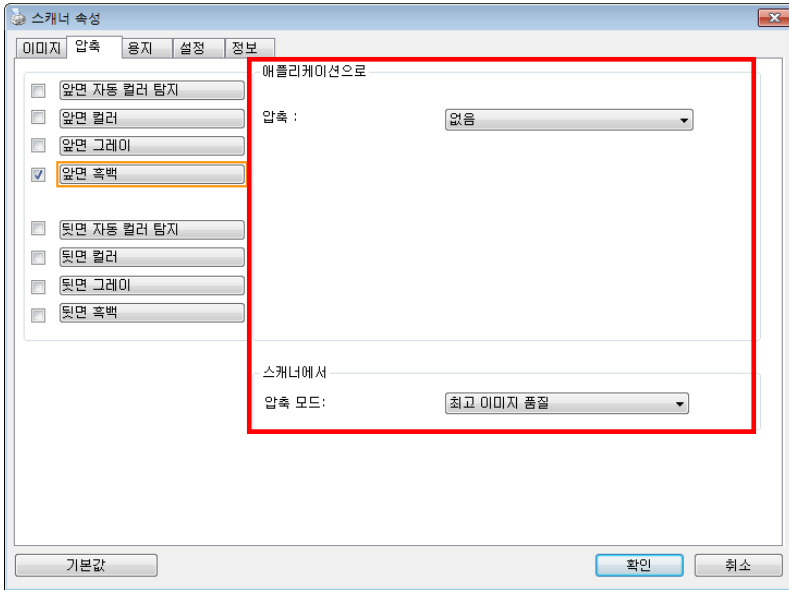 스캐너 속성
이미지 압축 용지 설정 정보
앞면 자동 컬러 탐지
앞면 컬러
앞면 그레이
앞면 흑백
뒷면 자동 컬러 탐지
뒷면 컬러
뒷면 그레이
뒷면 흑백
애플리케이션으로
압축 : 없음
스캐너에서
압축 모드: 최고 이미지 품질
기본값 확인 취소